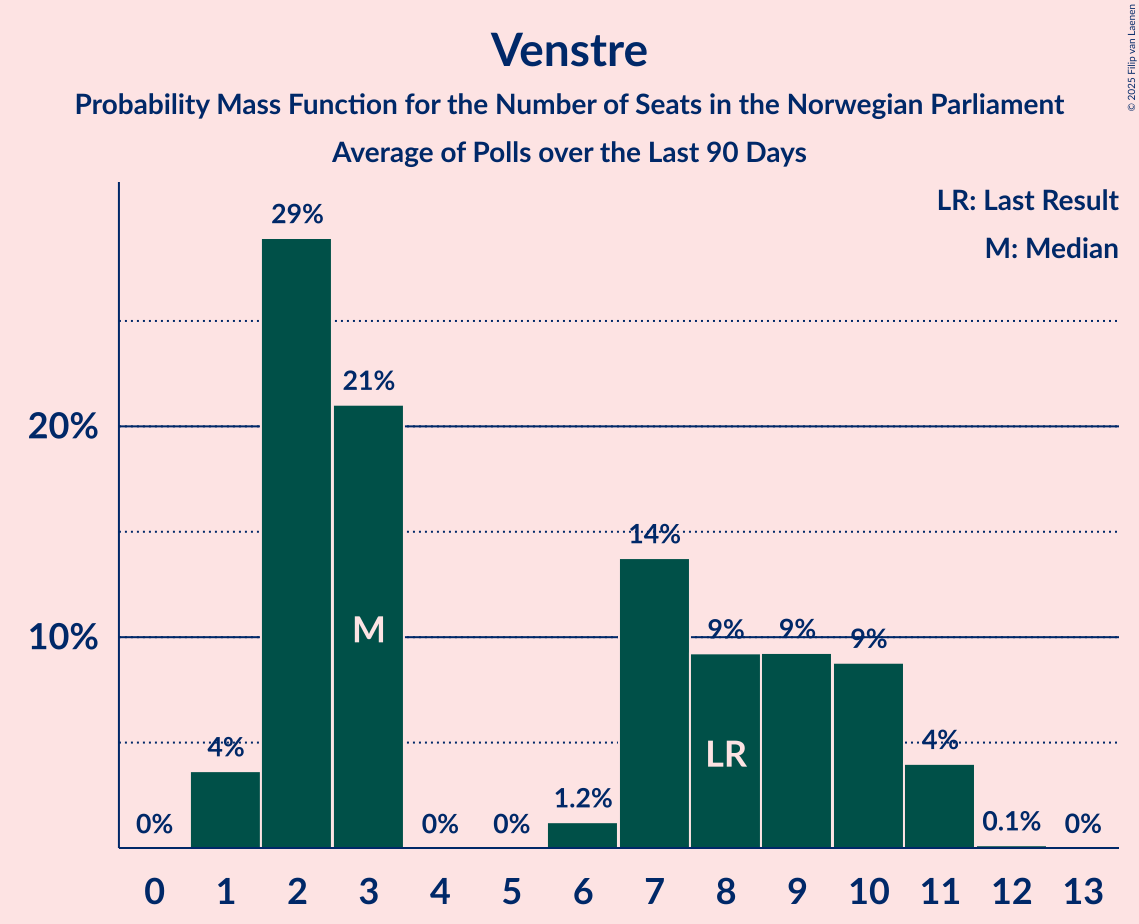 Venstre
Probability Mass Function for the Number of Seats in the Norwegian Parliament
Average of Polls over the Last 90 Days
© 2025 Filip van Laenen
LR: Last Result
M: Median
29%
21%
20%
14%
M
10%
9%
9%
9%
4%
LR
4%
0%
0%
0%
1.2%
0.1%
0%
0 1 2 3 4 5 6 7 8 9 10 11 12 13